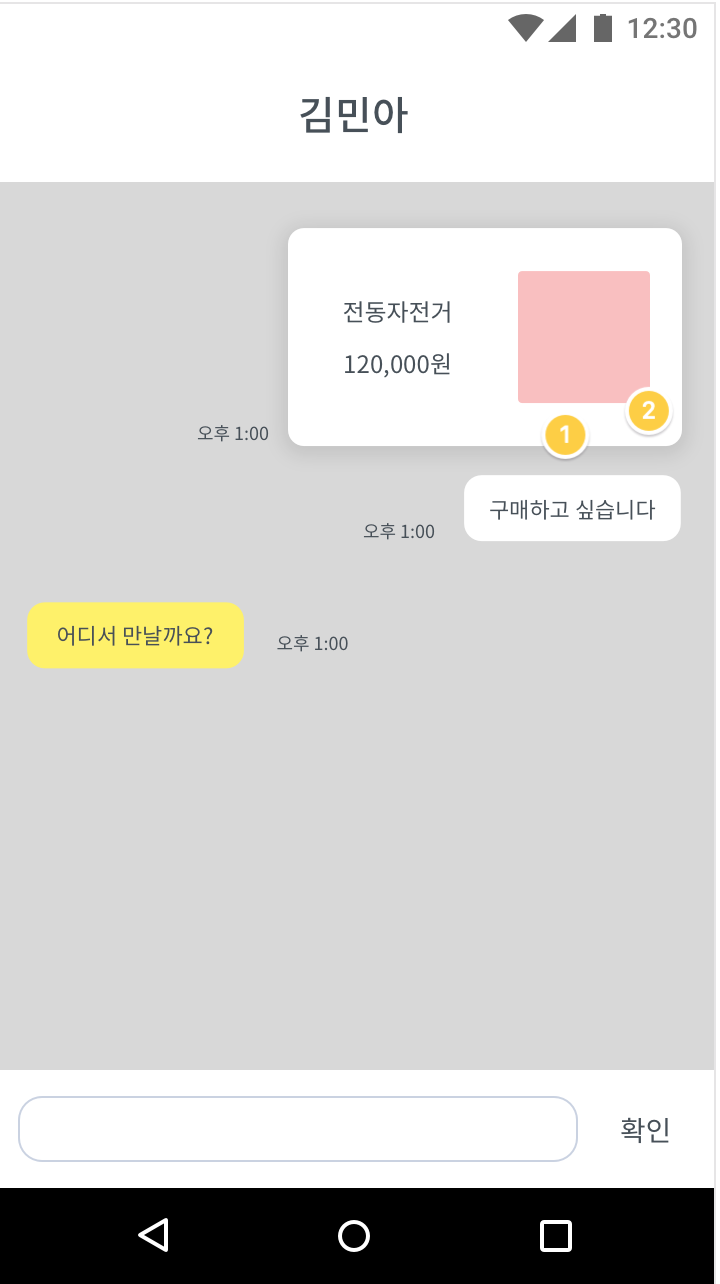 12:30
김민아
전동자전거
120,000원
2
1
오후 1:00
구매하고 싶습니다
오후 1:00
어디서 만날까요?
오후 1:00
확인